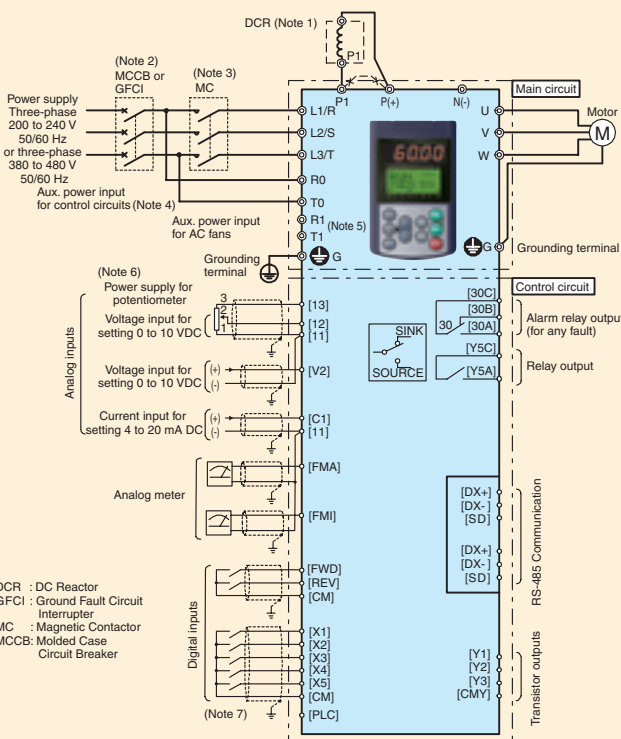 DCR (Note 1)
P1
(Note 2)
MCCB or
GFCI
(Note 3)
MC
P1
P(+)
N(-)
Main circuit
Power supply
Three-phase
200 to 240 V
50/60 Hz
or three-phase
380 to 480 V
50/60 Hz
Aux. power input
for control circuits (Note 4)
Aux. power input
for AC fans
L1/R
L2/S
L3/T
R0
T0
R1
T1
(Note 5)
60.00
U
V
W
Motor
M
Grounding
terminal
G
G
Grounding terminal
Control circuit
(Note 6)
Power supply for
potentiometer
Voltage input for
setting 0 to 10 VDC
3
2
1
[13]
[12]
[11]
Voltage input for
setting 0 to 10 VDC
(+)
(-)
[V2]
Current input for
setting 4 to 20 mA DC
(+)
(-)
[C1]
[11]
Analog inputs
Analog meter
[FMA]
[FMI]
SINK
SOURCE
[30C]
[30B]
30
[30A]
Alarm relay output
(for any fault)
[Y5C]
[Y5A]
Relay output
[DX+]
[DX-]
[SD]
[DX+]
[DX-]
[SD]
RS-485 Communication
DCR : DC Reactor
GFCI : Ground Fault Circuit
Interrupter
MC : Magnetic Contactor
MCCB: Molded Case
Circuit Breaker
Digital inputs
[FWD]
[REV]
[CM]
[X1]
[X2]
[X3]
[X4]
[X5]
[CM]
(Note 7)
[PLC]
[Y1]
[Y2]
[Y3]
[CMY]
Transistor outputs